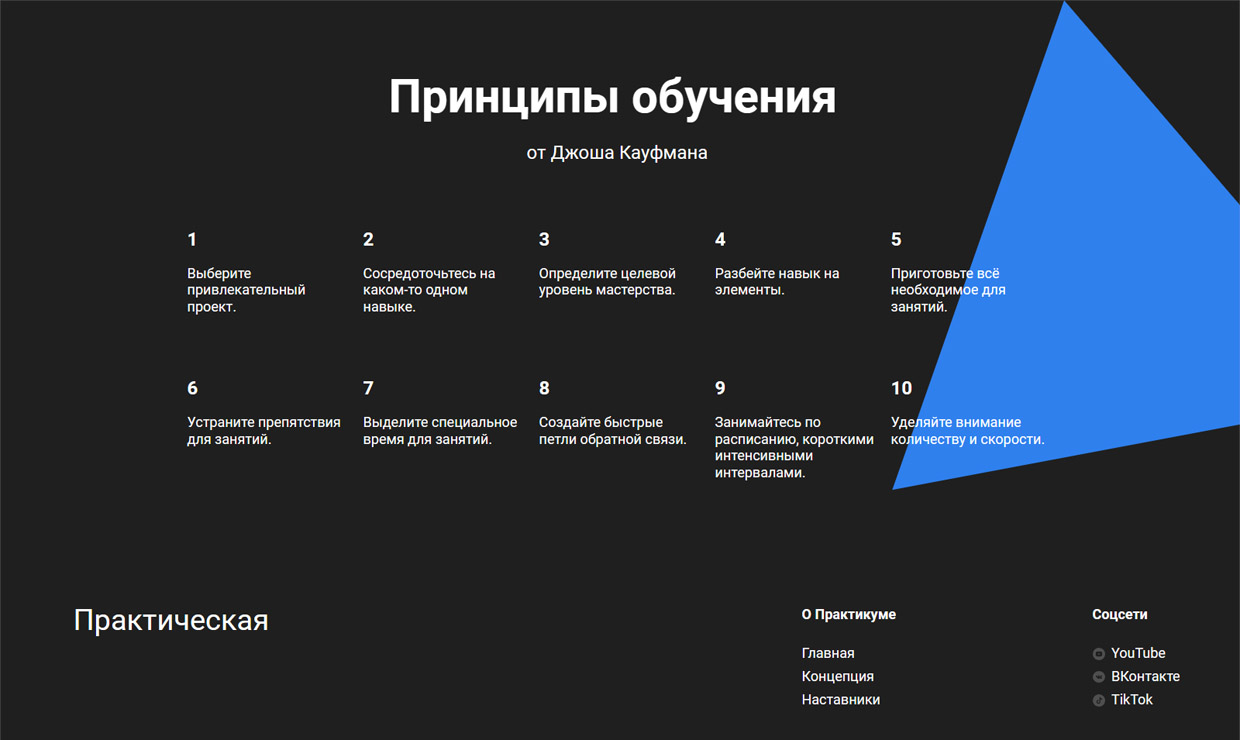 Принципы обучения
от Джоша Кауфмана
1
Выберите
привлекательный
проект.
2
Сосредоточьтесь на
каком-то одном
навыке.
3
Определите целевой
уровень мастерства.
4
Разбейте навык на
элементы.
5
Приготовьте всё
необходимое для
занятий.
6
Устраните препятствия
для занятий.
7
Выделите специальное
время для занятий.
8
Создайте быстрые
петли обратной связи.
9
Занимайтесь по
расписанию, короткими
интенсивными
интервалами.
10
Уделяйте внимание
количеству и скорости.
Практическая
О Практикуме
Главная
Концепция
Наставники
Соцсети
YouTube
ВКонтакте
TikTok